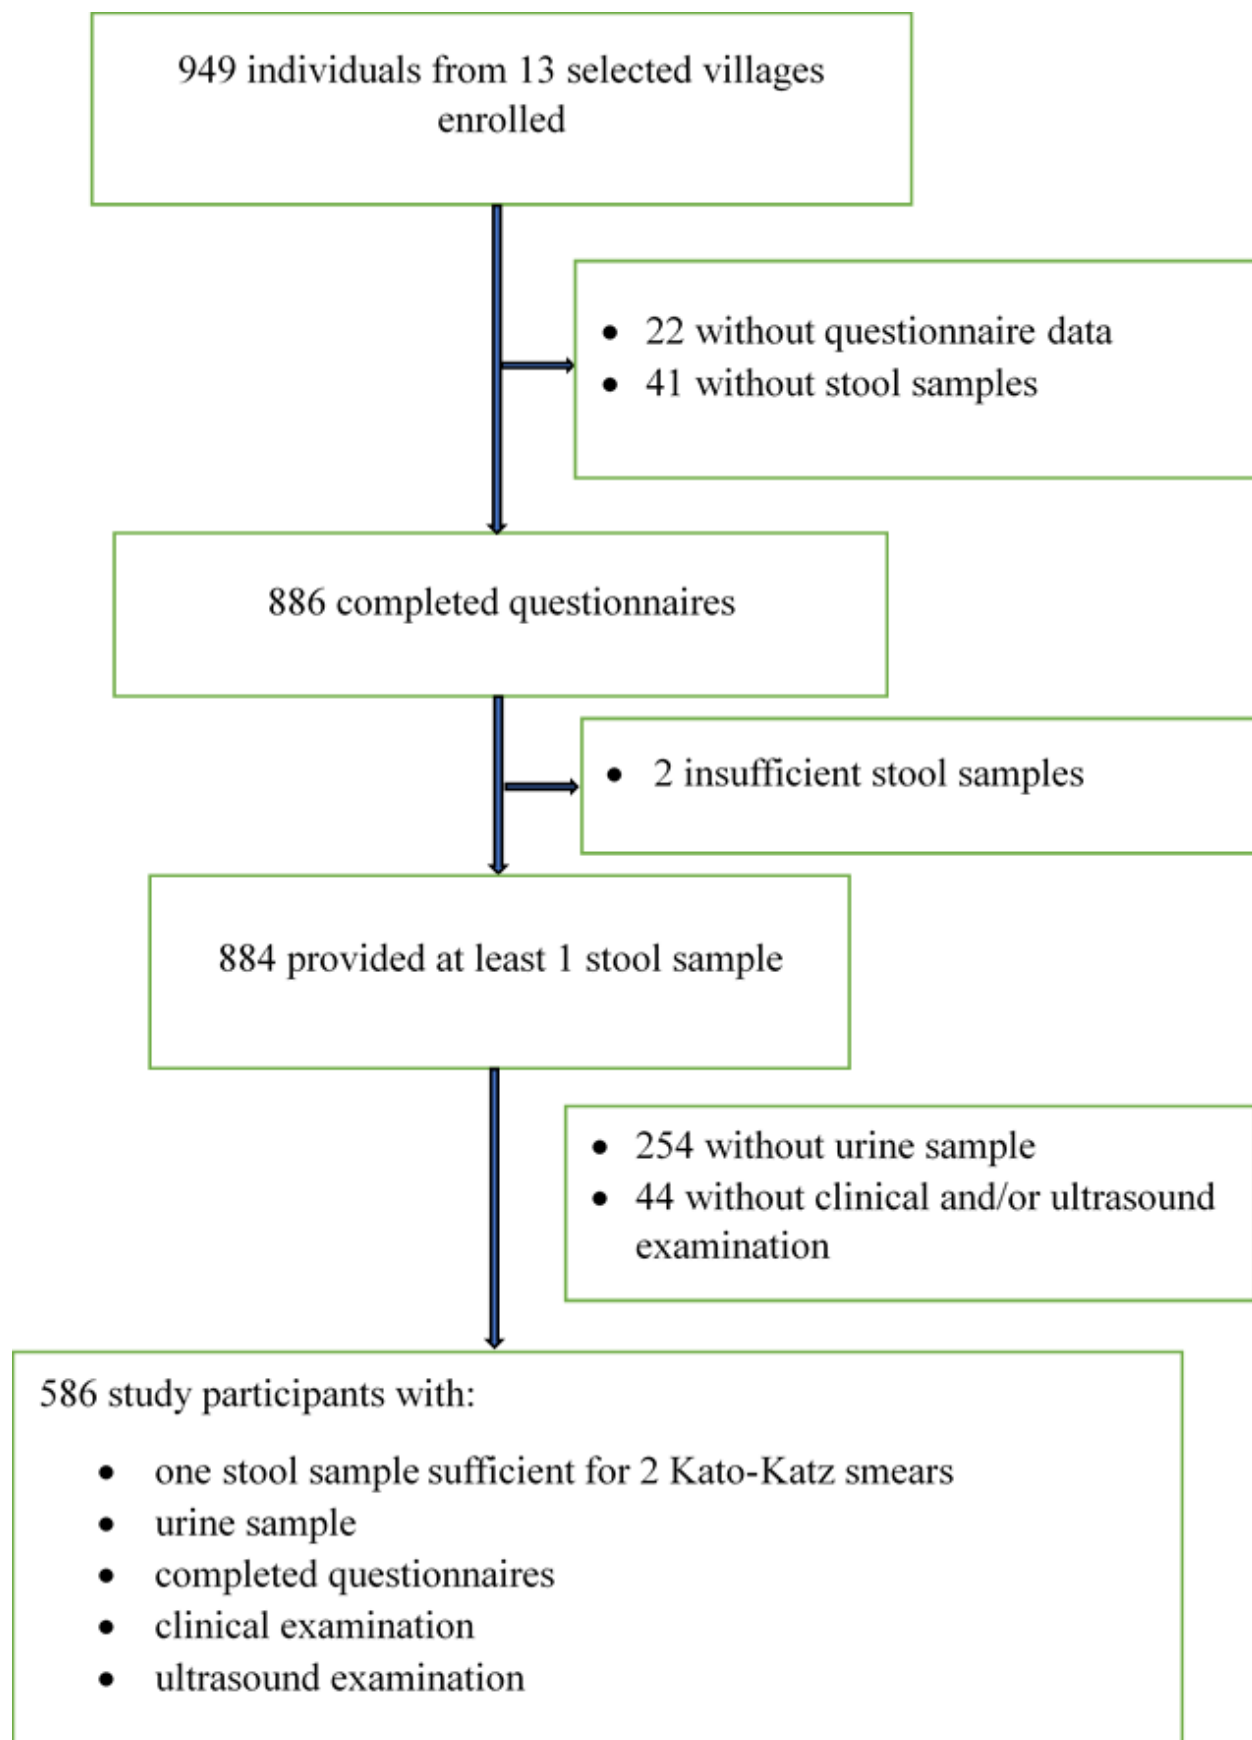 949 individuals from 13 selected villages
enrolled
• 22 without questionnaire data
• 41 without stool samples
886 completed questionnaires
• 2 insufficient stool samples
884 provided at least 1 stool sample
• 254 without urine sample
• 44 without clinical and/or ultrasound
examination
586 study participants with:
• one stool sample sufficient for 2 Kato-Katz smears
• urine sample
• completed questionnaires
• clinical examination
• ultrasound examination